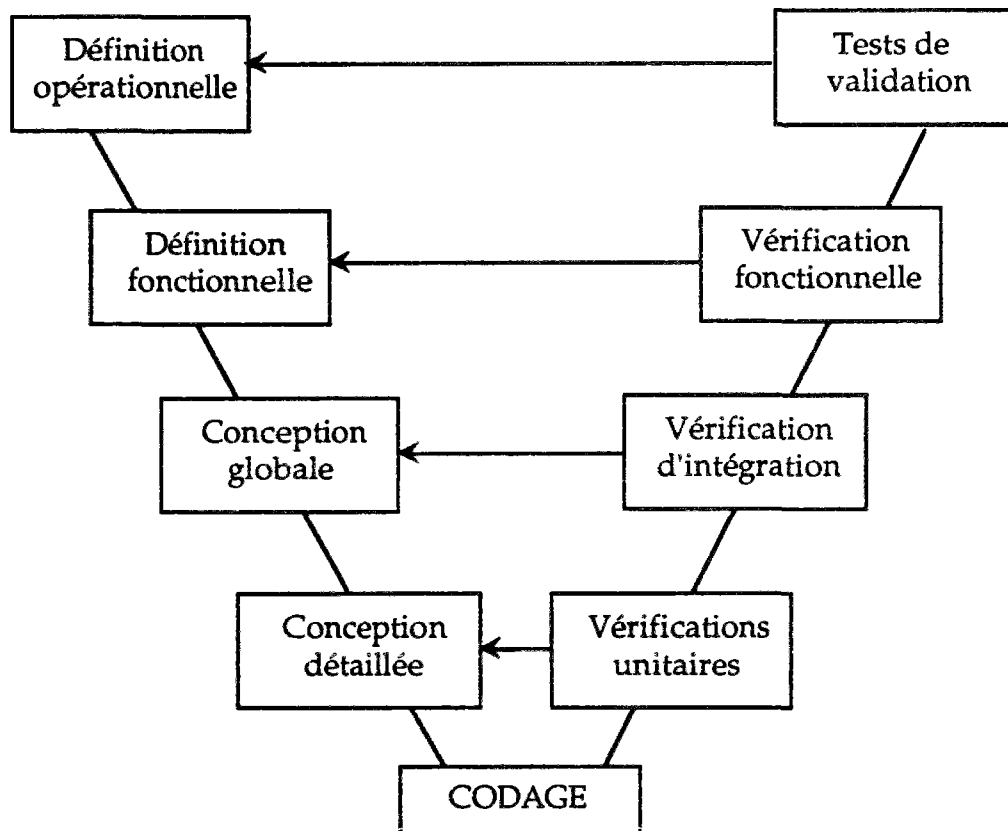 Définition
opérationnelle
Tests de
validation
Définition
fonctionnelle
Vérification
fonctionnelle
Conception
globale
Vérification
d'intégration
Conception
détaillée
Vérifications
unitaires
CODAGE